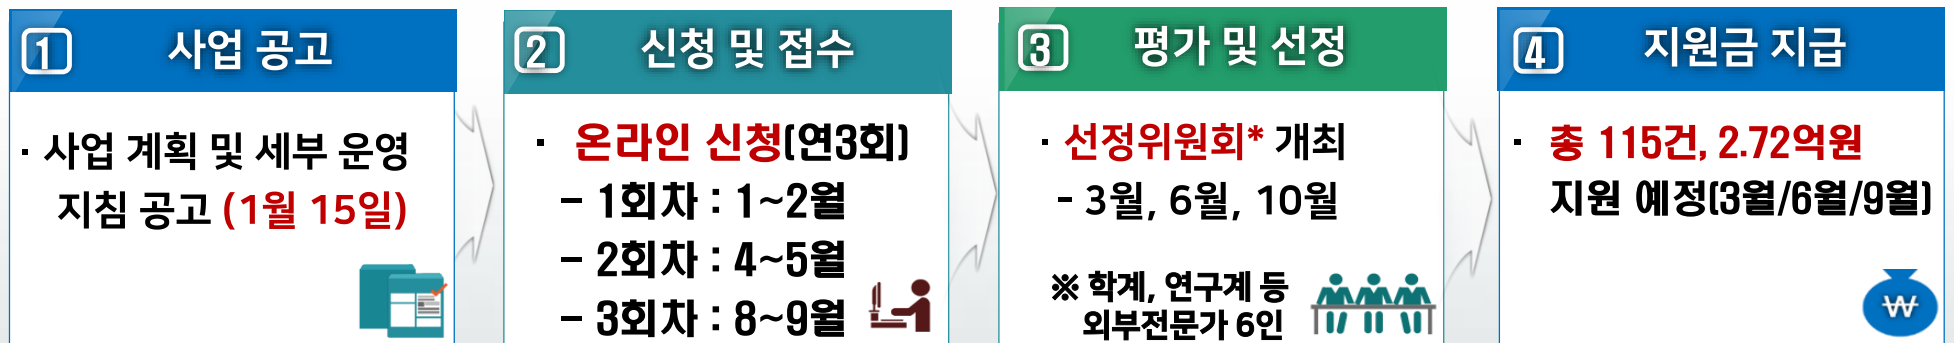 1 사업 공고
· 사업 계획 및 세부 운영
지침 공고 (1월 15일)
2 신청 및 접수
· 온라인 신청(연3회)
– 1회차 : 1~2월
– 2회차 : 4~5월
– 3회차 : 8~9월
3 평가 및 선정
· 선정위원회* 개최
- 3월, 6월, 10월
※ 학계, 연구계 등
외부전문가 6인
4 지원금 지급
· 총 115건, 2.72억원
지원 예정(3월/6월/9월)
₩